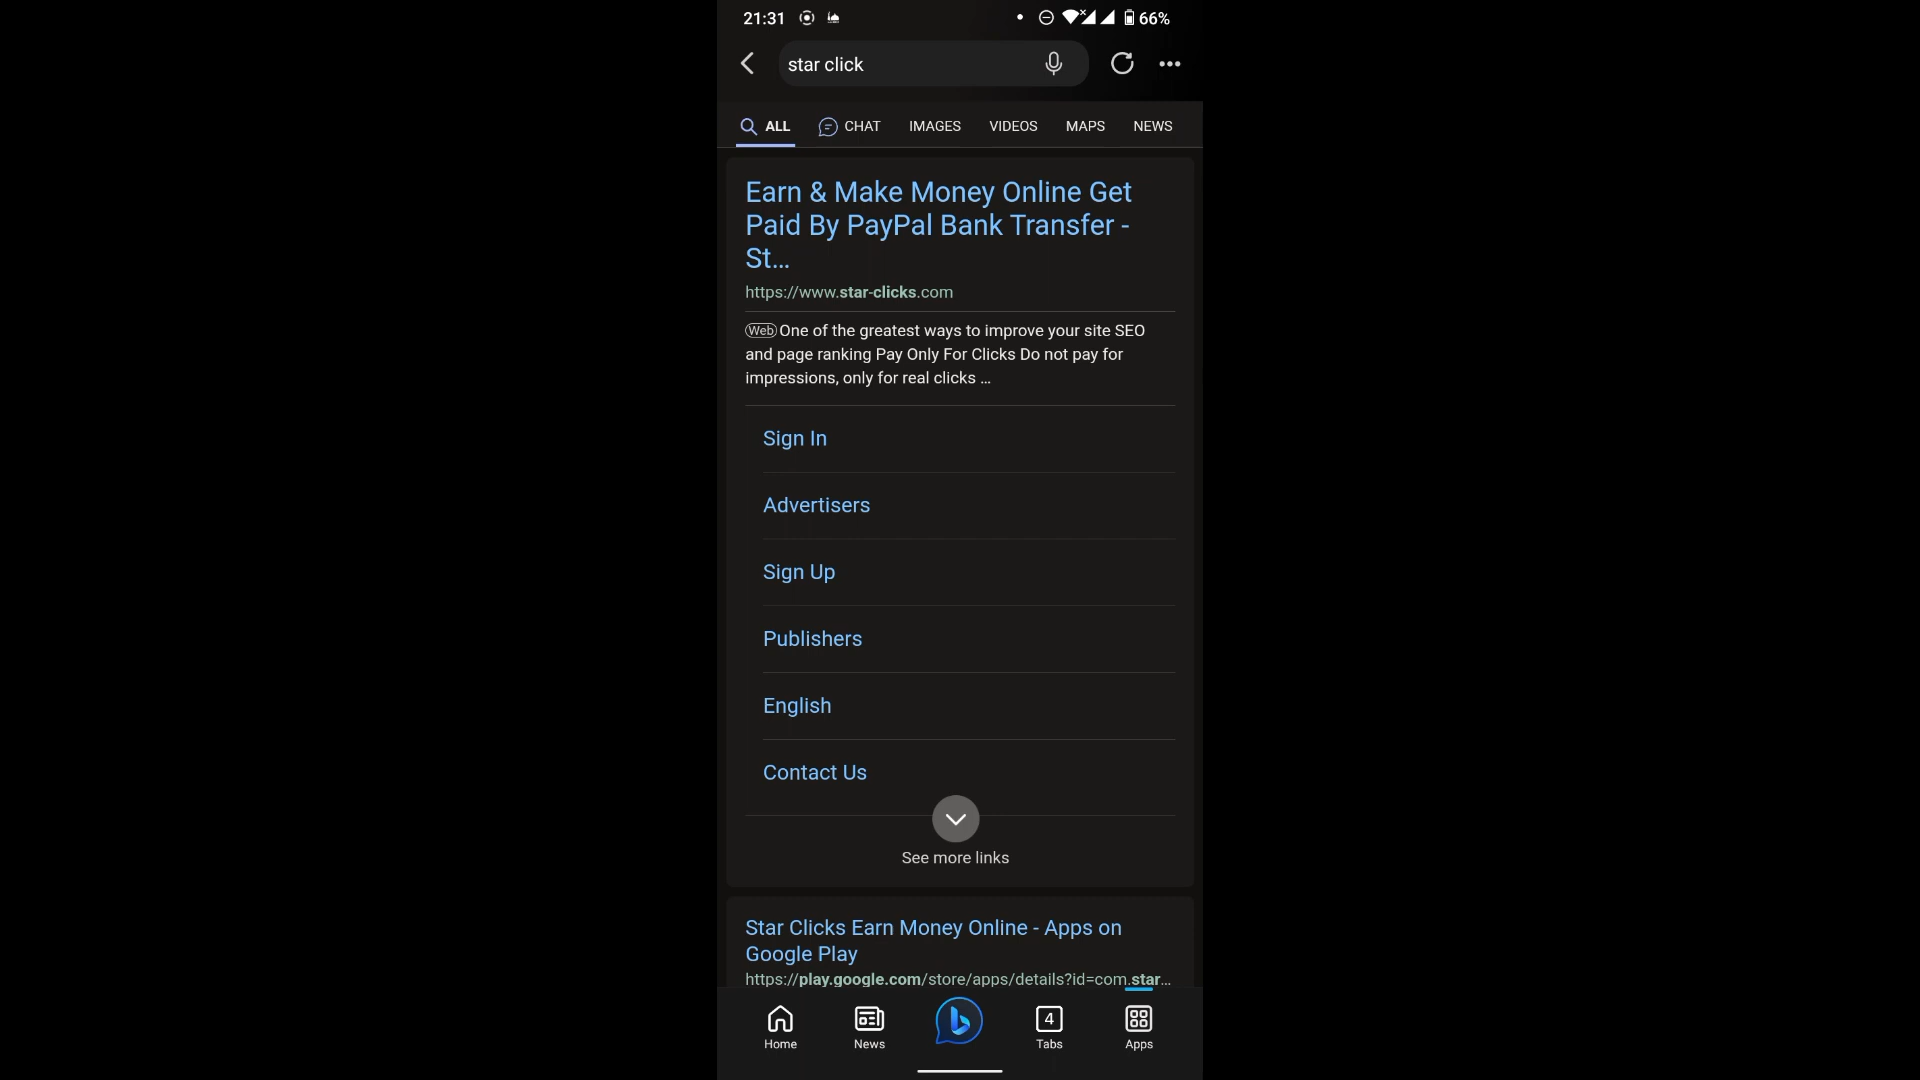 21:31
66%
star click
ALL
CHAT
IMAGES
VIDEOS
MAPS
NEWS
Earn & Make Money Online Get
Paid By PayPal Bank Transfer -
St...
https://www.star-clicks.com
Web One of the greatest ways to improve your site SEO
and page ranking Pay Only For Clicks Do not pay for
impressions, only for real clicks ...
Sign In
Advertisers
Sign Up
Publishers
English
Contact Us
See more links
Star Clicks Earn Money Online - Apps on
Google Play
https://play.google.com/store/apps/details?id=com.star...
4
Home
News
Tabs
Apps